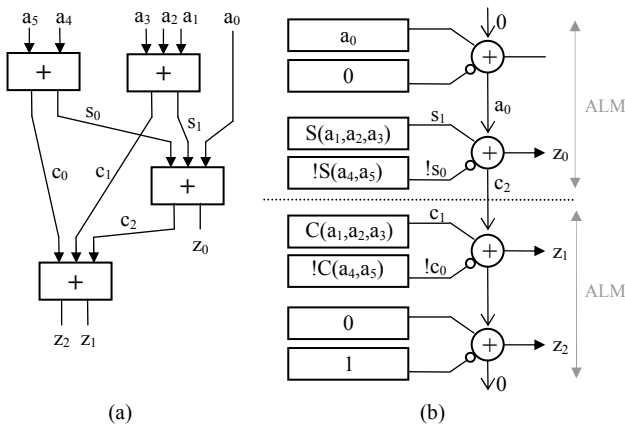 a5 a4 a3 a2 a1 a0
+ +
s0 s1
c0 c1
+
c2
z0
+
z2 z1
(a)
0
a0
+
0
a0
S(a1,a2,a3) s1
+ z0
!S(a4,a5) !s0
c2
ALM
C(a1,a2,a3) c1
+ z1
!C(a4,a5) !c0
0
+ z2
1
0
ALM
(b)